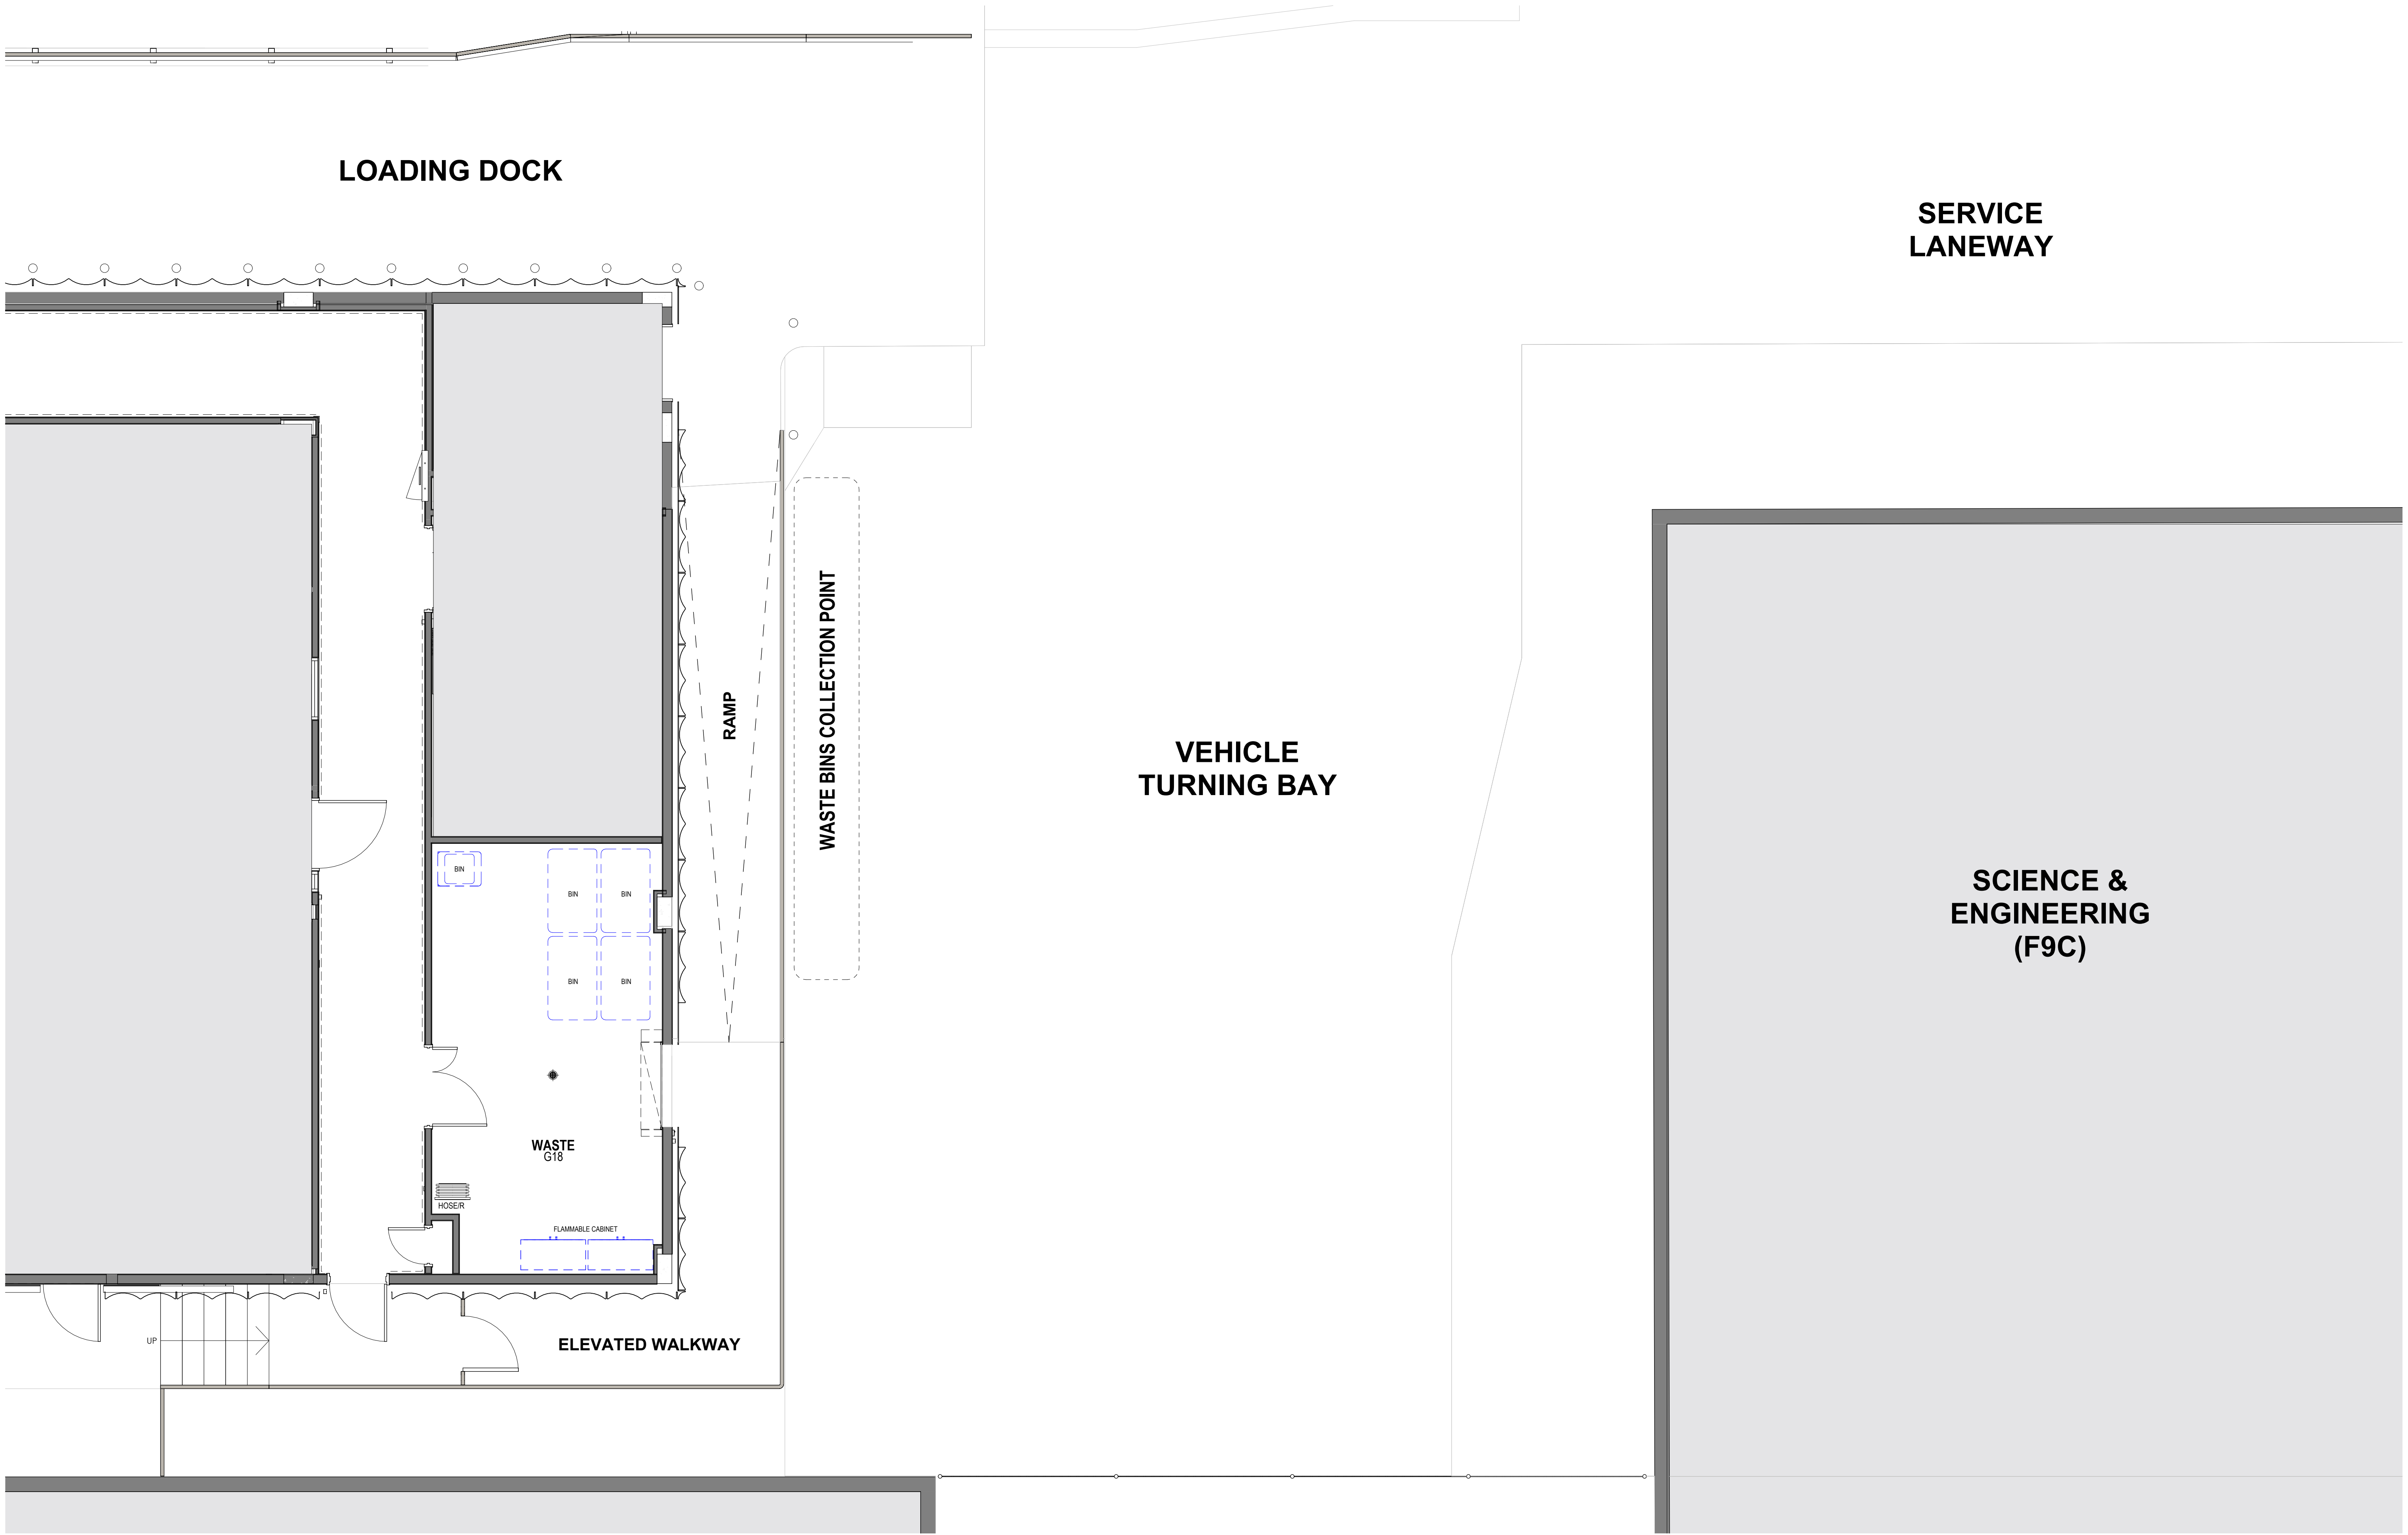 LOADING DOCK
SERVICE
LANEWAY
RAMP
WASTE BINS COLLECTION POINT
VEHICLE
TURNING BAY
BIN
BIN
BIN
BIN
BIN
SCIENCE &
ENGINEERING
(F9C)
WASTE
G18
HOSE/R
FLAMMABLE CABINET
UP
ELEVATED WALKWAY